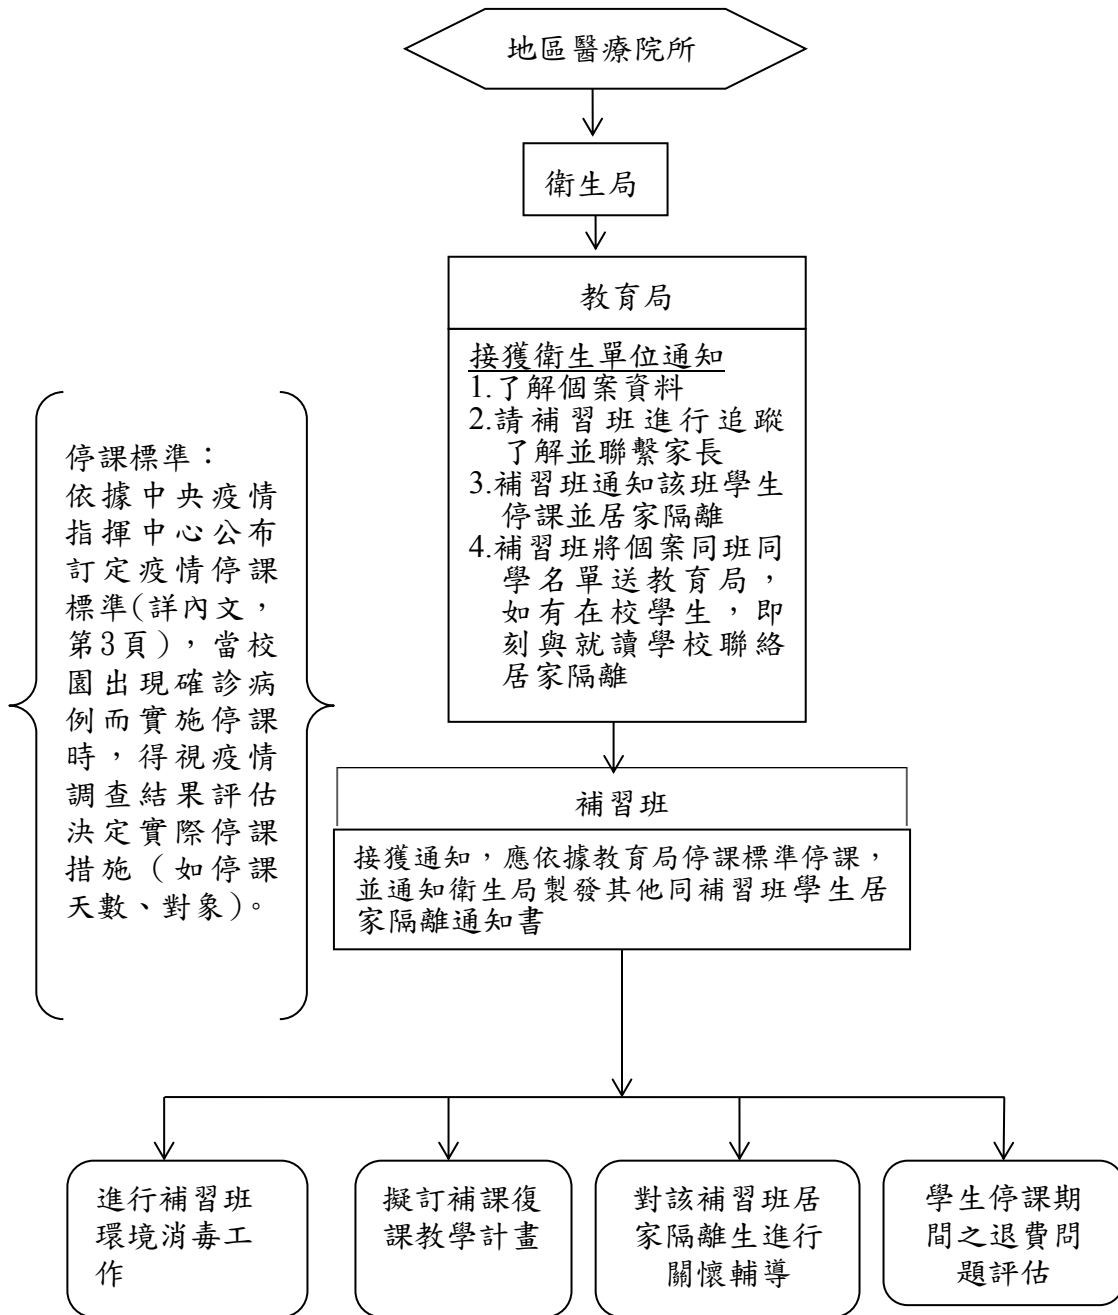 地區醫療院所
衛生局
教育局
接獲衛生單位通知
1.了解個案資料
2.請補習班進行追蹤
了解並聯繫家長
3.補習班通知該班學生
停課並居家隔離
4.補習班將個案同班同
學名單送教育局，
如有在校學生，即
刻與就讀學校聯絡
居家隔離
停課標準：
依據中央疫情
指揮中心公布
訂定疫情停課
標準(詳內文，
第3頁)，當校
園出現確診病
例而實施停課
時，得視疫情
調查結果評估
決定實際停課
措施（如停課
天數、對象）。
補習班
接獲通知，應依據教育局停課標準停課，
並通知衛生局製發其他同補習班學生居
家隔離通知書
進行補習班
環境消毒工
作
擬訂補課復
課教學計畫
對該補習班居
家隔離生進行
關懷輔導
學生停課期
間之退費問
題評估